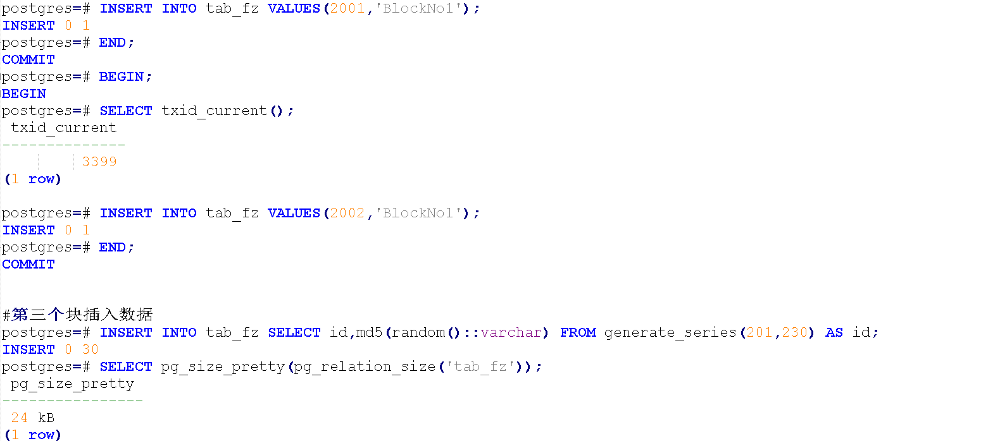 postgres=# INSERT INTO tab_fz VALUES(2001,'BlockNo1');
INSERT 0 1
postgres=# END;
COMMIT
postgres=# BEGIN;
BEGIN
postgres=# SELECT txid_current();
 txid_current
--------------
         3399
(1 row)
postgres=# INSERT INTO tab_fz VALUES(2002,'BlockNo1');
INSERT 0 1
postgres=# END;
COMMIT
#第三个块插入数据
postgres=# INSERT INTO tab_fz SELECT id,md5(random()::varchar) FROM generate_series(201,230) AS id;
INSERT 0 30
postgres=# SELECT pg_size_pretty(pg_relation_size('tab_fz'));
 pg_size_pretty
----------------
 24 kB
(1 row)